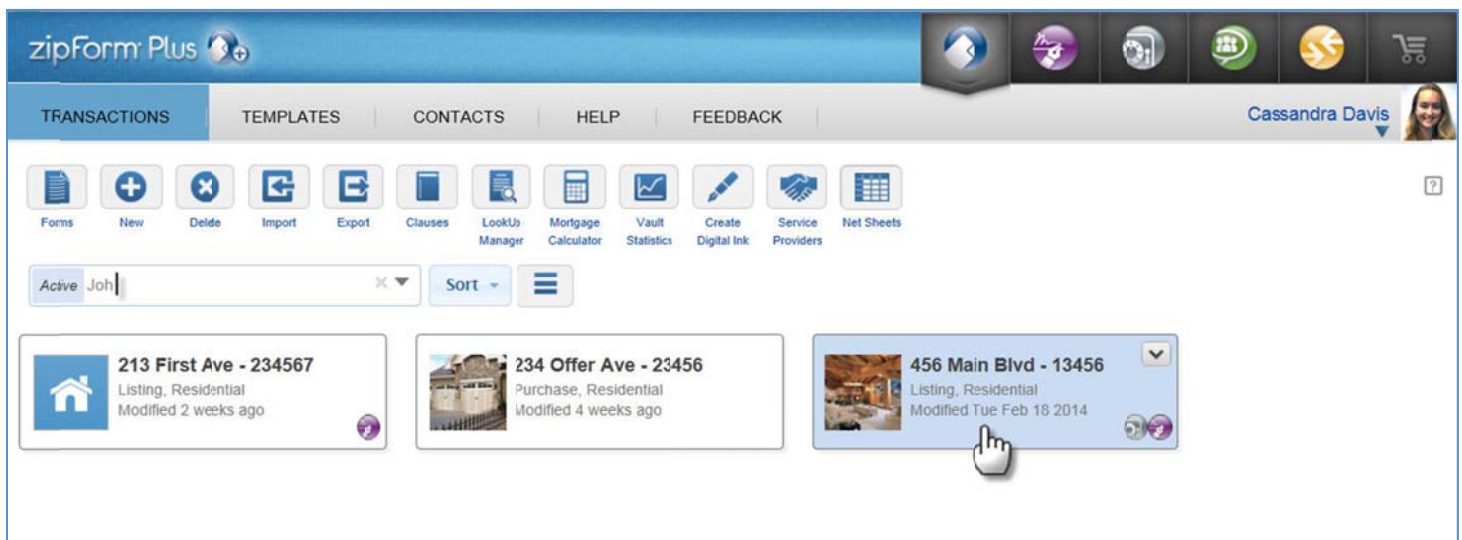 zipForm Plus
TRANSACTIONS TEMPLATES CONTACTS HELP FEEDBACK Cassandra Davis
Forms New Delete Import Export Clauses LookUp Manager Mortgage Calculator Vault Statistics Create Digital Ink Service Providers Net Sheets
?
Active Joh Sort
213 First Ave - 234567
Listing, Residential
Modified 2 weeks ago
234 Offer Ave - 23456
Purchase, Residential
Modified 4 weeks ago
456 Main Blvd - 13456
Listing, Residential
Modified Tue Feb 18 2014